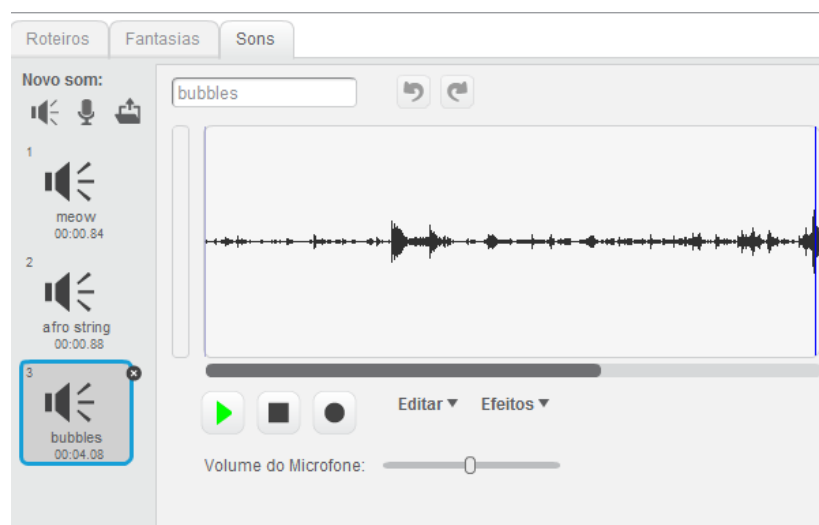 Roteiros Fantasias Sons
Novo som:
bubbles
1
meow
00:00.84
2
afro string
00:00.88
3
bubbles
00:04.08
Editar Efeitos
Volume do Microfone: